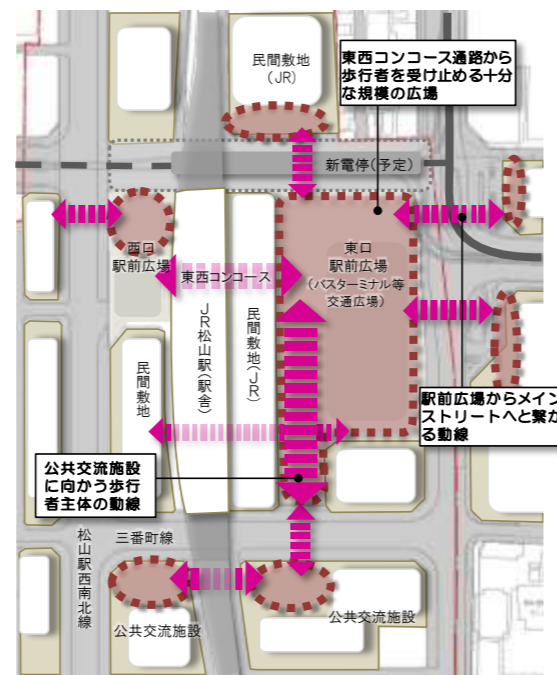 民間敷地
(JR)
東西コンコース通路から
歩行者を受け止める十分
な規模の広場
新電停(予定)
西口
駅前広場
東西コンコース
東口
駅前広場
(バスターミナル等
交通広場)
JR松山駅(駅舎)
民間敷地(JR)
民間敷地
駅前広場からメイン
ストリートへと繋が
る動線
公共交流施設
に向かう歩行
者主体の動線
三番町線
松山駅西南北線
公共交流施設
公共交流施設